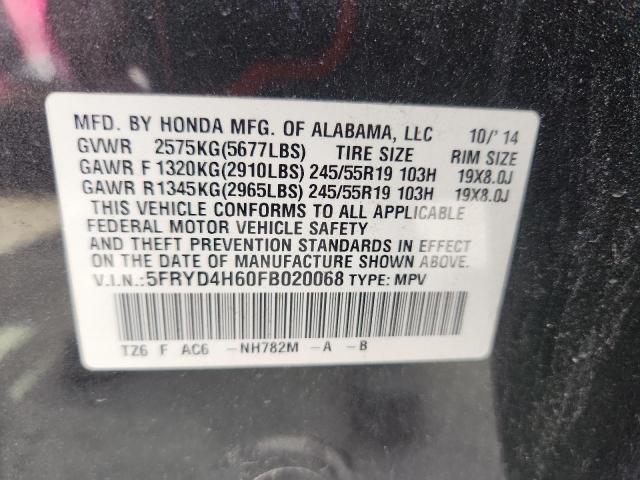 MFD. BY HONDA MFG. OF ALABAMA, LLC 10/'14
GVWR 2575KG(5677LBS) TIRE SIZE RIM SIZE
GAWR F 1320KG(2910LBS) 245/55R19 103H 19X8.0J
GAWR R1345KG(2965LBS) 245/55R19 103H 19X8.0J
THIS VEHICLE CONFORMS TO ALL APPLICABLE
FEDERAL MOTOR VEHICLE SAFETY
AND THEFT PREVENTION STANDARDS IN EFFECT
ON THE DATE OF MANUFACTURE SHOWN ABOVE.
V.I.N.:5FRYD4H60FB020068 TYPE: MPV
TZ6 F AC6 -NH782M -A -B